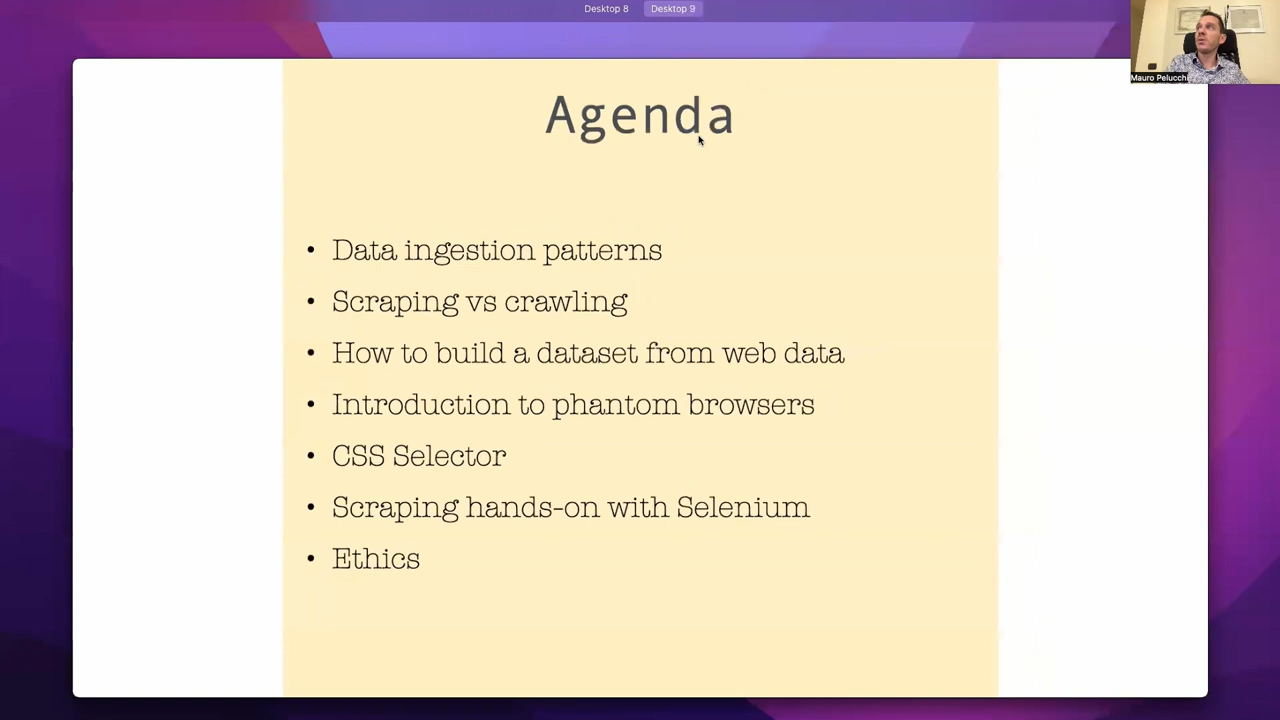 Desktop 8 Desktop 9
Mauro Pelucchi
Agenda
• Data ingestion patterns
• Scraping vs crawling
• How to build a dataset from web data
• Introduction to phantom browsers
• CSS Selector
• Scraping hands-on with Selenium
• Ethics